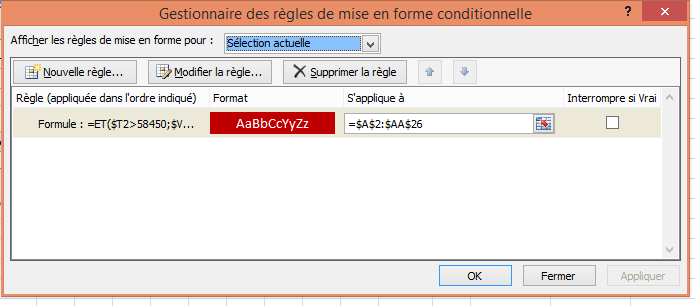 Gestionnaire des règles de mise en forme conditionnelle
? X
Afficher les règles de mise en forme pour : Sélection actuelle
Nouvelle règle... Modifier la règle... Supprimer la règle
Règle (appliquée dans l'ordre indiqué) Format S'applique à Interrompre si Vrai
Formule : =ET($T2>58450;$V... AaBbCcYyZz =$A$2:$AA$26
OK Fermer Appliquer